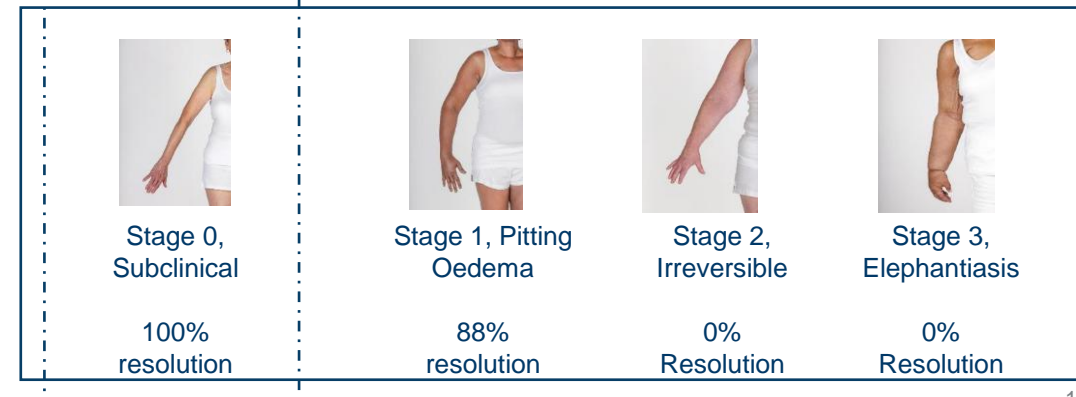 Stage 0,
Subclinical
100%
resolution
Stage 1, Pitting
Oedema
88%
resolution
Stage 2,
Irreversible
0%
Resolution
Stage 3,
Elephantiasis
0%
Resolution